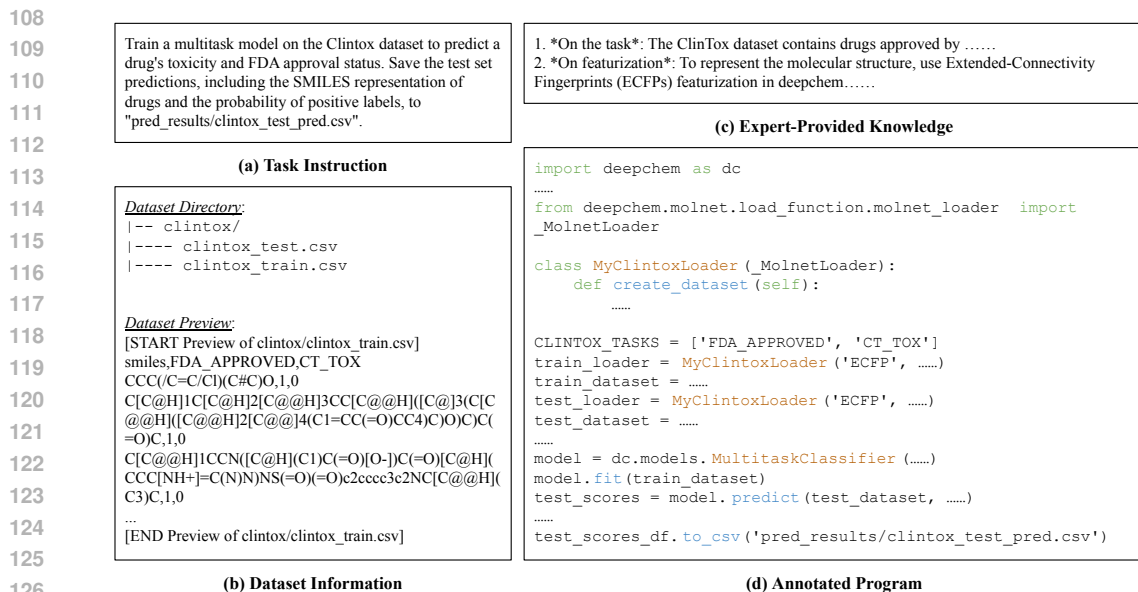 108
109
110
111
112
113
114
115
116
117
118
119
120
121
122
123
124
125
126
Train a multitask model on the Clintox dataset to predict a
drug's toxicity and FDA approval status. Save the test set
predictions, including the SMILES representation of
drugs and the probability of positive labels, to
"pred_results/clintox_test_pred.csv".
(a) Task Instruction
Dataset Directory:
|-- clintox/
|---- clintox_test.csv
|---- clintox_train.csv
Dataset Preview:
[START Preview of clintox/clintox_train.csv]
smiles,FDA_APPROVED,CT_TOX
CCC(/C=C/Cl)(C#C)O,1,0
C[C@H]1C[C@H]2[C@@H]3CC[C@@H]([C@]3(C[C
@@H]([C@@H]2[C@@]4(C1=CC(=O)CC4)C)O)C)C(
=O)C,1,0
C[C@@H]1CCN([C@H](C1)C(=O)[O-])C(=O)[C@H](
CCC[NH+]=C(N)N)NS(=O)(=O)c2cccc3c2NC[C@@H](
C3)C,1,0
...
[END Preview of clintox/clintox_train.csv]
(b) Dataset Information
1. *On the task*: The ClinTox dataset contains drugs approved by ……
2. *On featurization*: To represent the molecular structure, use Extended-Connectivity
Fingerprints (ECFPs) featurization in deepchem……
(c) Expert-Provided Knowledge
import deepchem as dc
……
from deepchem.molnet.load_function.molnet_loader import
_MolnetLoader
class MyClintoxLoader(_MolnetLoader):
    def create_dataset(self):
        ……
CLINTOX_TASKS = ['FDA_APPROVED', 'CT_TOX']
train_loader = MyClintoxLoader('ECFP', ……)
train_dataset = ……
test_loader = MyClintoxLoader('ECFP', ……)
test_dataset = ……
……
model = dc.models.MultitaskClassifier(……)
model.fit(train_dataset)
test_scores = model.predict(test_dataset, ……)
……
test_scores_df.to_csv('pred_results/clintox_test_pred.csv')
(d) Annotated Program